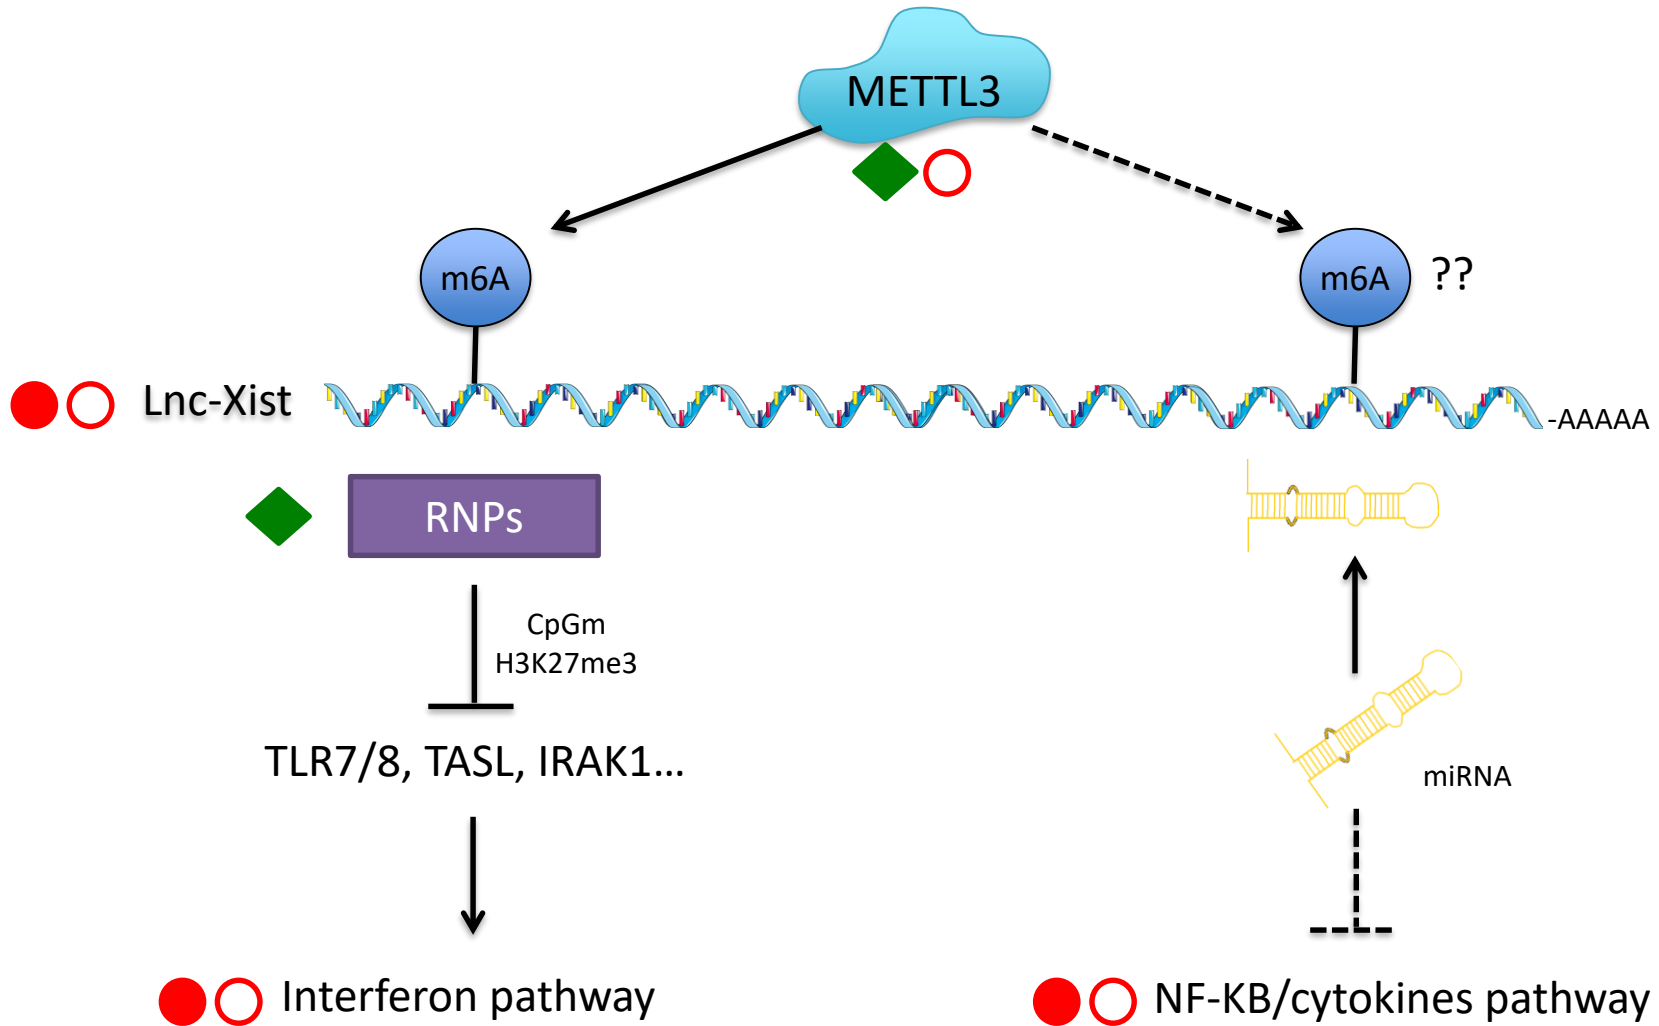 METTL3
m6A
m6A ??
Lnc-Xist
-AAAAA
RNPs
CpGm
H3K27me3
TLR7/8, TASL, IRAK1...
miRNA
Interferon pathway
NF-KB/cytokines pathway